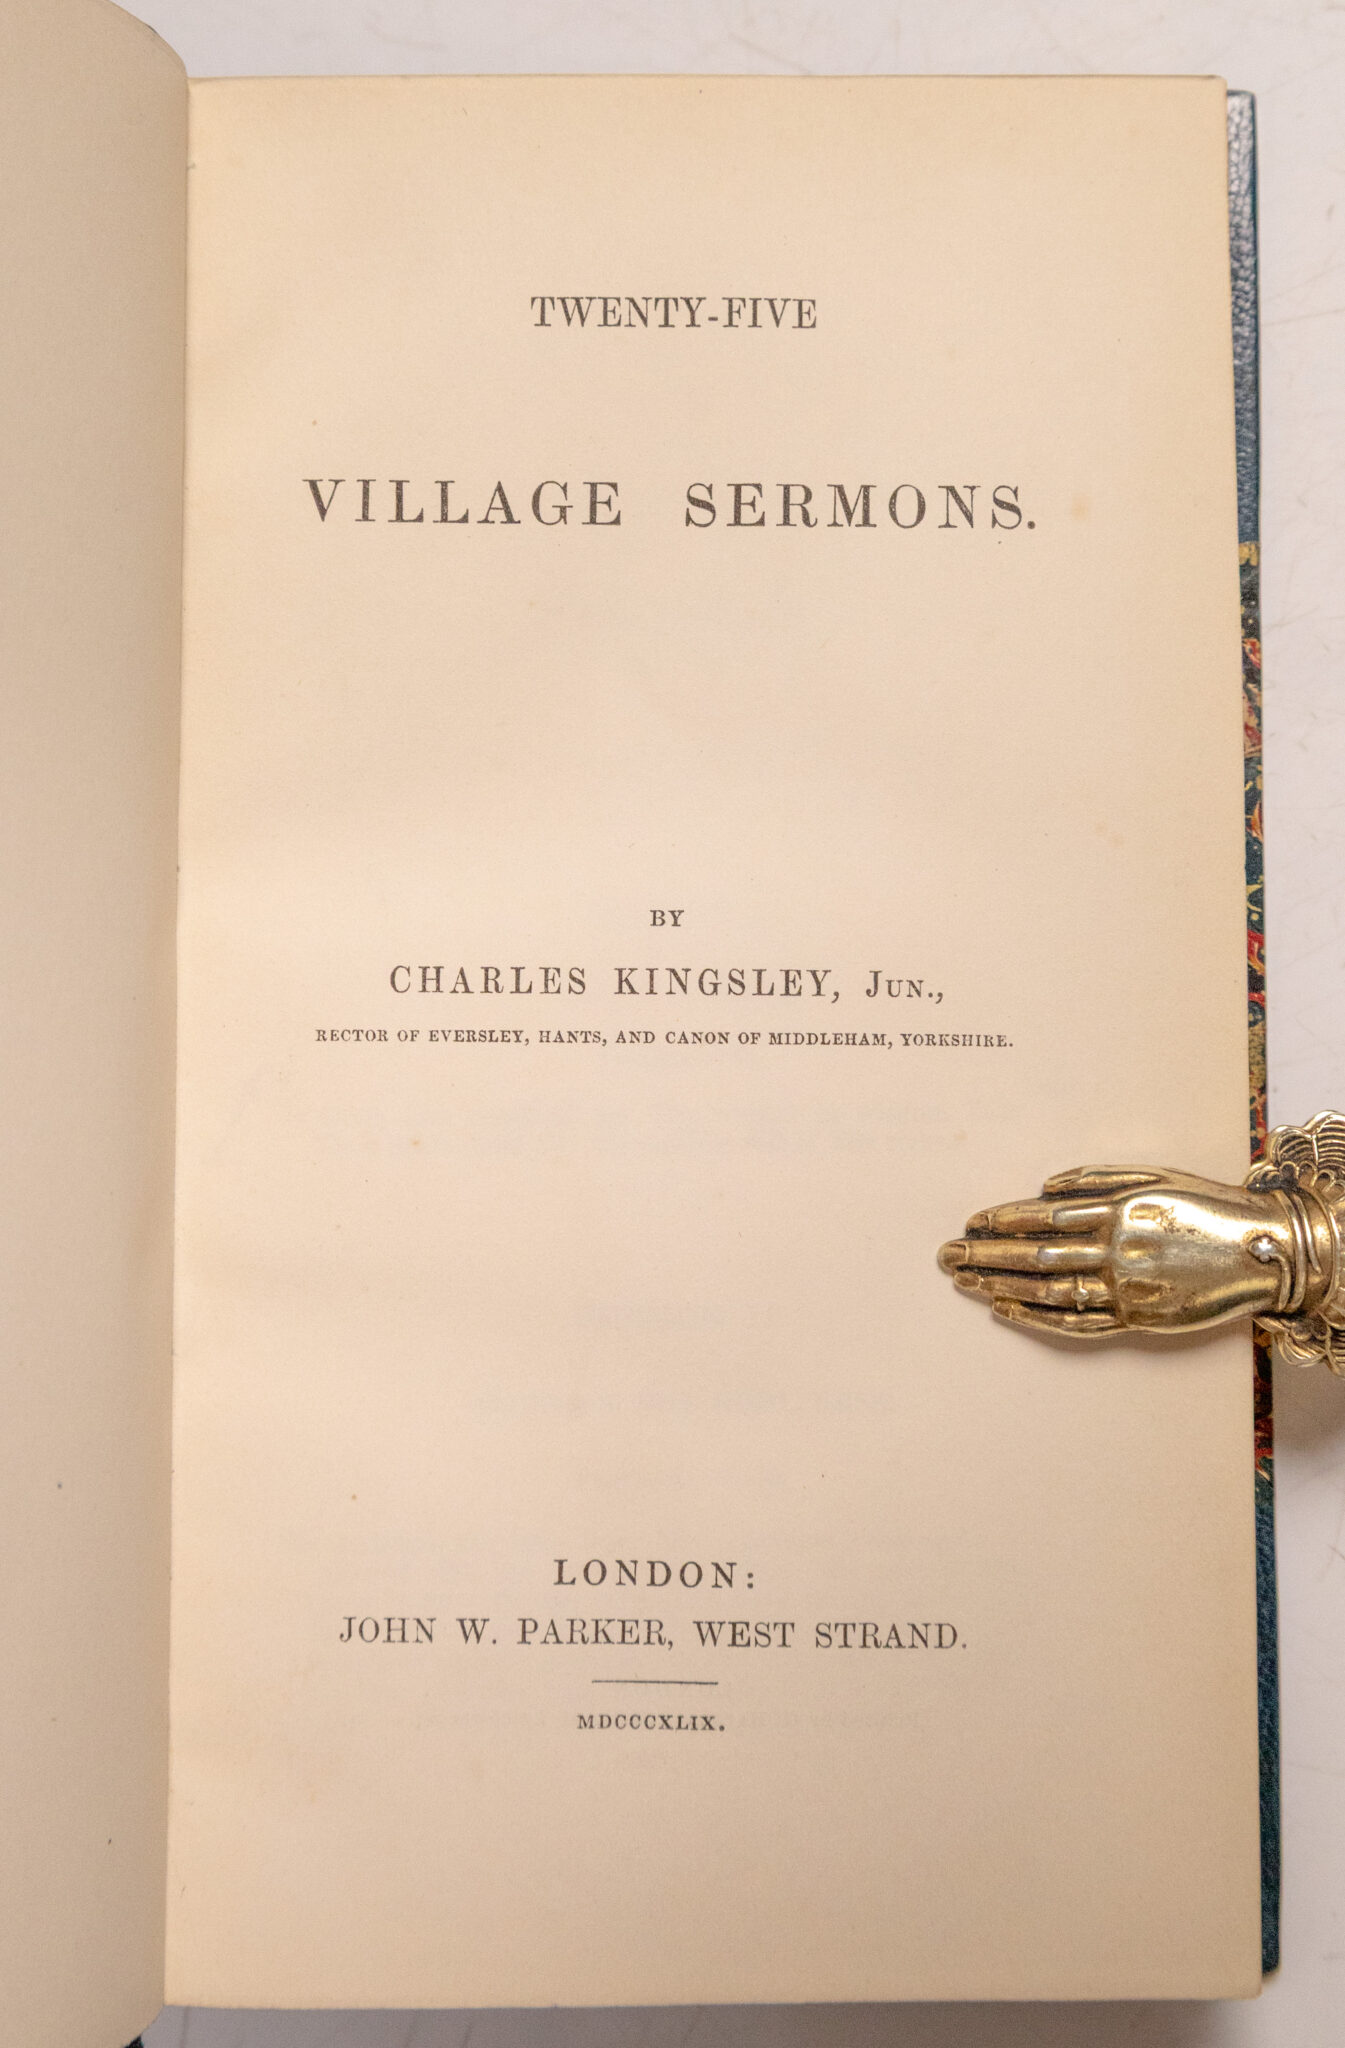 TWENTY-FIVE
VILLAGE SERMONS.
BY
CHARLES KINGSLEY, JUN.,
RECTOR OF EVERSLEY, HANTS, AND CANON OF MIDDLEHAM, YORKSHIRE.
LONDON:
JOHN W. PARKER, WEST STRAND.
MDCCCXLIX.